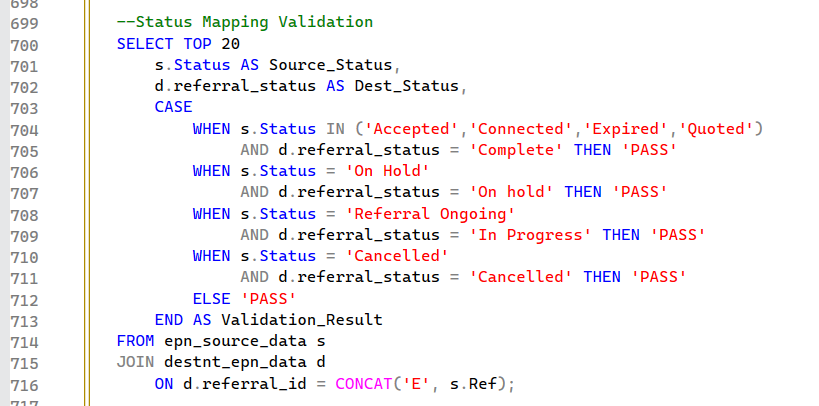 698
699 --Status Mapping Validation
700 SELECT TOP 20
701 s.Status AS Source_Status,
702 d.referral_status AS Dest_Status,
703 CASE
704 WHEN s.Status IN ('Accepted','Connected','Expired','Quoted')
705 AND d.referral_status = 'Complete' THEN 'PASS'
706 WHEN s.Status = 'On Hold'
707 AND d.referral_status = 'On hold' THEN 'PASS'
708 WHEN s.Status = 'Referral Ongoing'
709 AND d.referral_status = 'In Progress' THEN 'PASS'
710 WHEN s.Status = 'Cancelled'
711 AND d.referral_status = 'Cancelled' THEN 'PASS'
712 ELSE 'PASS'
713 END AS Validation_Result
714 FROM epn_source_data s
715 JOIN destnt_epn_data d
716 ON d.referral_id = CONCAT('E', s.Ref);
717